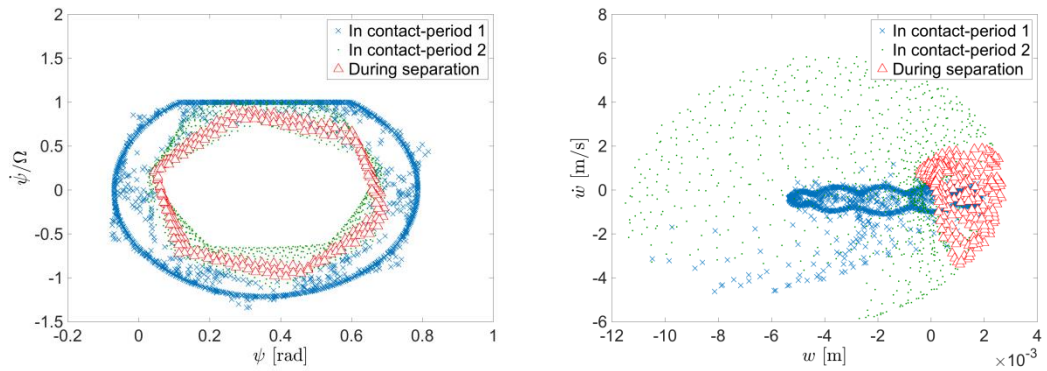 2
1.5
1
0.5
0
-0.5
-1
-1.5
ψ̇/Ω
In contact-period 1
In contact-period 2
During separation
-0.2 0 0.2 0.4 0.6 0.8 1
ψ [rad]
8
6
4
2
0
-2
-4
-6
ẇ [m/s]
In contact-period 1
In contact-period 2
During separation
-12 -10 -8 -6 -4 -2 0 2 4
w [m]
×10⁻³